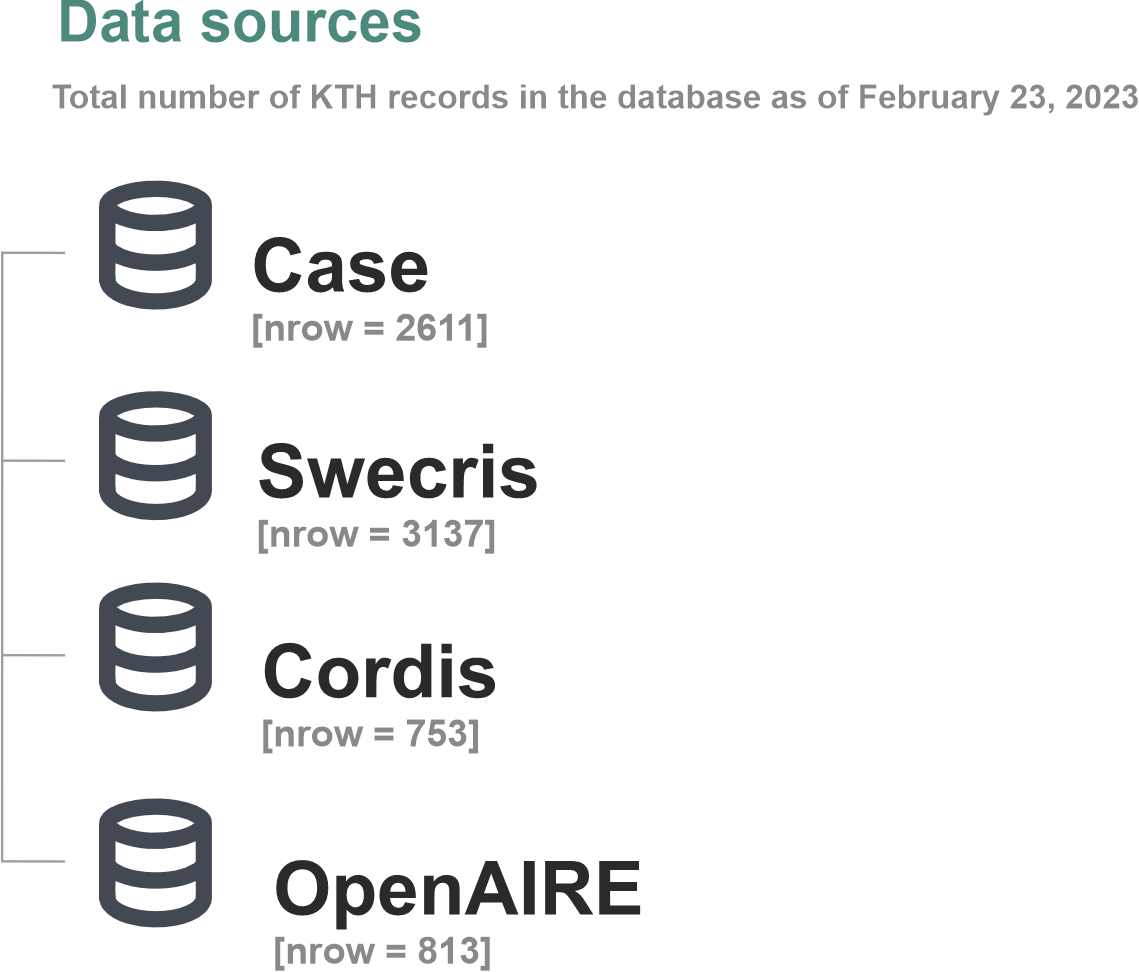 Data sources
Total number of KTH records in the database as of February 23, 2023
Case
[nrow = 2611]
Swecris
[nrow = 3137]
Cordis
[nrow = 753]
OpenAIRE
[nrow = 813]